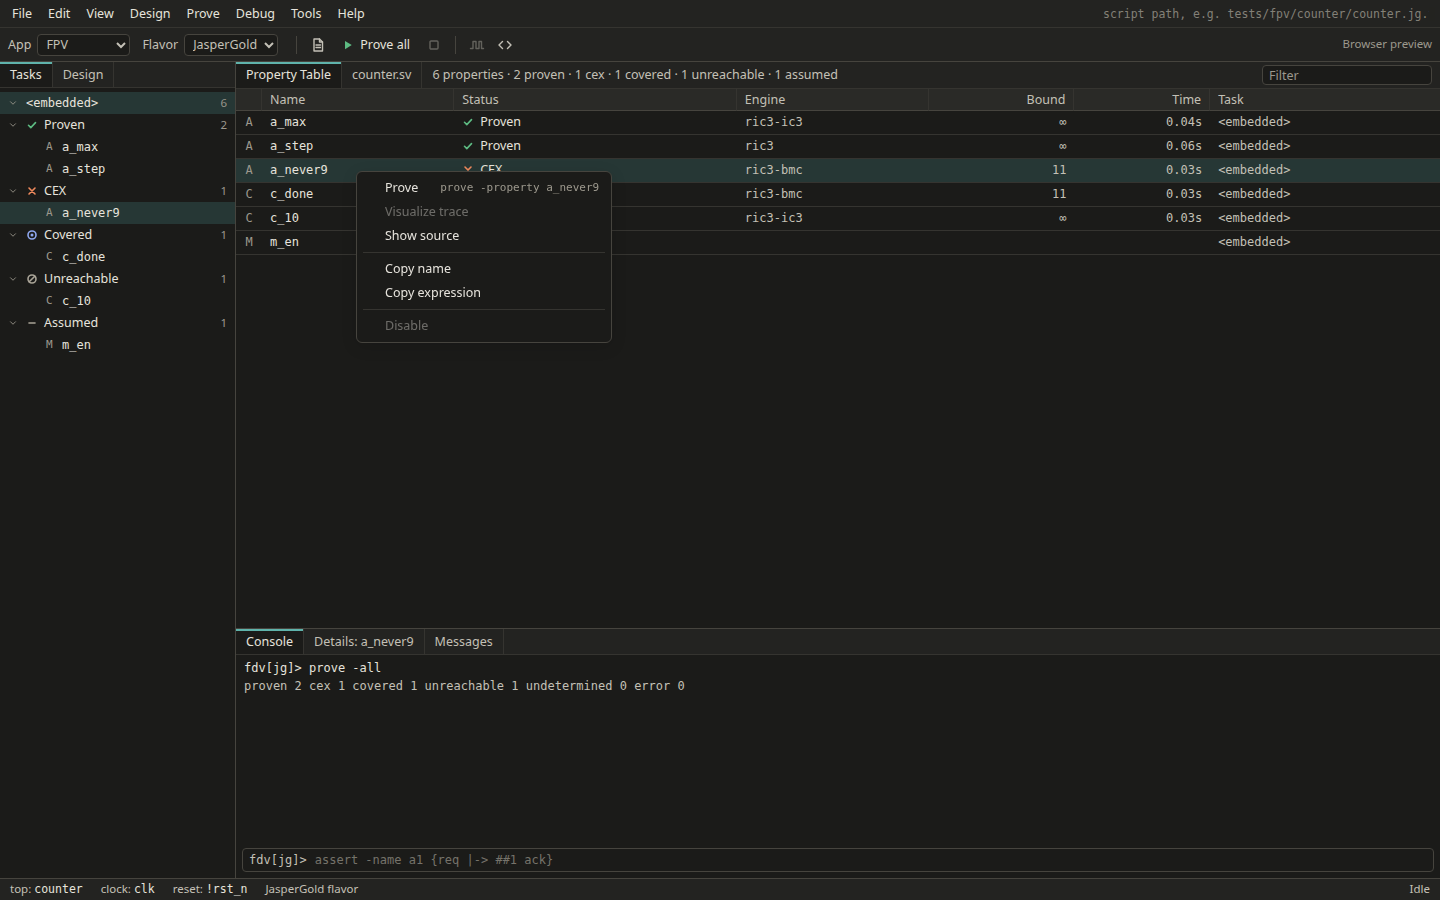 File Edit View Design Prove Debug Tools Help
script path, e.g. tests/fpv/counter/counter.jg.
App FPV Flavor JasperGold Prove all Browser preview
Tasks Design
<embedded> 6
Proven 2
A a_max
A a_step
CEX 1
A a_never9
Covered 1
C c_done
Unreachable 1
C c_10
Assumed 1
M m_en
Property Table counter.sv 6 properties · 2 proven · 1 cex · 1 covered · 1 unreachable · 1 assumed Filter
Name Status Engine Bound Time Task
A a_max Proven ric3-ic3 ∞ 0.04s <embedded>
A a_step Proven ric3 ∞ 0.06s <embedded>
A a_never9 CEX ric3-bmc 11 0.03s <embedded>
C c_done ric3-bmc 11 0.03s <embedded>
C c_10 ric3-ic3 ∞ 0.03s <embedded>
M m_en <embedded>
Prove prove -property a_never9
Visualize trace
Show source
Copy name
Copy expression
Disable
Console Details: a_never9 Messages
fdv[jg]> prove -all
proven 2 cex 1 covered 1 unreachable 1 undetermined 0 error 0
fdv[jg]> assert -name a1 {req |-> ##1 ack}
top: counter clock: clk reset: !rst_n JasperGold flavor Idle